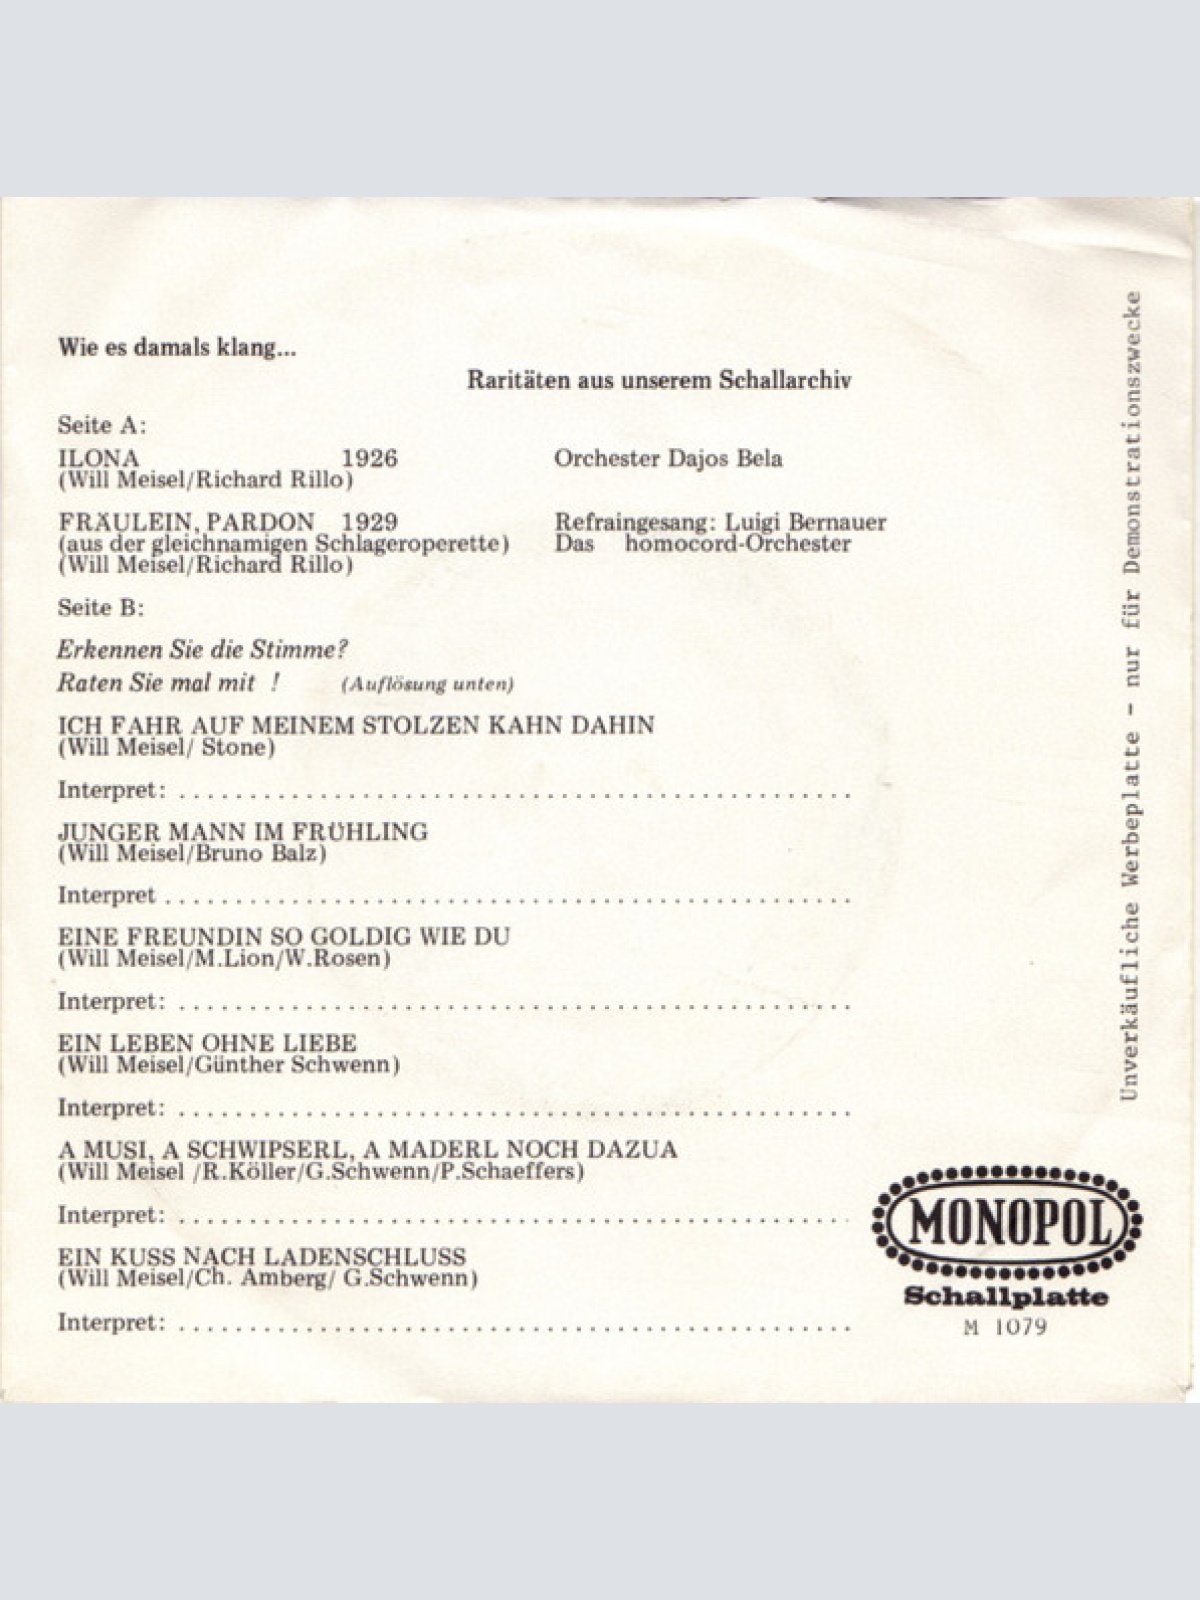 Wie es damals klang...
Raritäten aus unserem Schallarchiv
Seite A:
ILONA 1926 Orchester Dajos Bela
(Will Meisel/Richard Rillo)
FRÄULEIN, PARDON 1929 Refraingesang: Luigi Bernauer
(aus der gleichnamigen Schlageroperette) Das homocord-Orchester
(Will Meisel/Richard Rillo)
Seite B:
Erkennen Sie die Stimme?
Raten Sie mal mit ! (Auflösung unten)
ICH FAHR AUF MEINEM STOLZEN KAHN DAHIN
(Will Meisel/ Stone)
Interpret: ................................................
JUNGER MANN IM FRÜHLING
(Will Meisel/Bruno Balz)
Interpret ................................................
EINE FREUNDIN SO GOLDIG WIE DU
(Will Meisel/M.Lion/W.Rosen)
Interpret: ................................................
EIN LEBEN OHNE LIEBE
(Will Meisel/Günther Schwenn)
Interpret: ................................................
A MUSI, A SCHWIPSERL, A MADERL NOCH DAZUA
(Will Meisel /R.Köller/G.Schwenn/P.Schaeffers)
Interpret: ................................................
EIN KUSS NACH LADENSCHLUSS
(Will Meisel/Ch. Amberg/ G.Schwenn)
Interpret: ................................................
MONOPOL
Schallplatte
M 1079
Unverkäufliche Werbeplatte - nur für Demonstrationszwecke